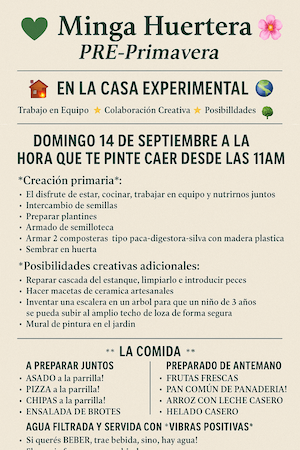 Minga Huertera
PRE-Primavera
EN LA CASA EXPERIMENTAL
Trabajo en Equipo ⭐ Colaboración Creativa ⭐ Posibilldades
DOMINGO 14 DE SEPTIEMBRE A LA
HORA QUE TE PINTE CAER DESDE LAS 11AM
*Creación primaria*:
• El disfrute de estar, cocinar, trabajar en equipo y nutrirnos juntos
• Intercambio de semillas
• Preparar plantines
• Armado de semilloteca
• Armar 2 composteras tipo paca-digestora-silva con madera plastica
• Sembrar en huerta
*Posibilidades creativas adicionales:
• Reparar cascada del estanque, limpiarlo e introducir peces
• Hacer macetas de ceramica artesanales
• Inventar una escalera en un arbol para que un niño de 3 años
se pueda subir al amplio techo de loza de forma segura
• Mural de pintura en el jardin
** LA COMIDA **
A PREPARAR JUNTOS
• ASADO a la parrilla!
• PIZZA a la parrilla!
• CHIPAS a la parrilla!
• ENSALADA DE BROTES
PREPARADO DE ANTEMANO
• FRUTAS FRESCAS
• PAN COMÚN DE PANADERIA!
• ARROZ CON LECHE CASERO
• HELADO CASERO
AGUA FILTRADA Y SERVIDA CON *VIBRAS POSITIVAS*
• Si querés BEBER, trae bebida, sino, hay agua!